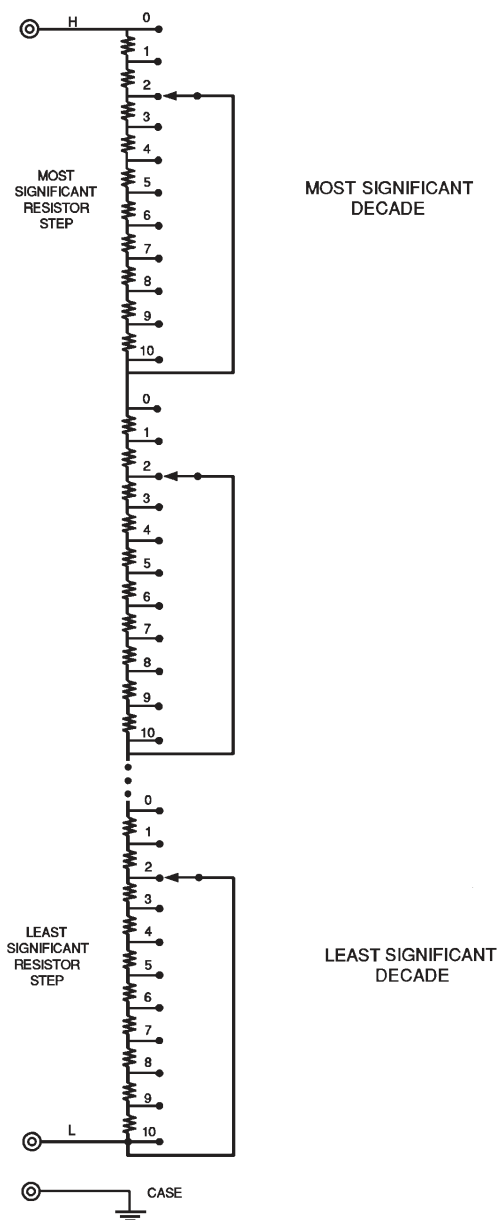 H
0
1
2
3
4
5
6
7
8
9
10
MOST
SIGNIFICANT
RESISTOR
STEP
MOST SIGNIFICANT
DECADE
0
1
2
3
4
5
6
7
8
9
10
0
1
2
3
4
5
6
7
8
9
10
LEAST
SIGNIFICANT
RESISTOR
STEP
LEAST SIGNIFICANT
DECADE
L
CASE